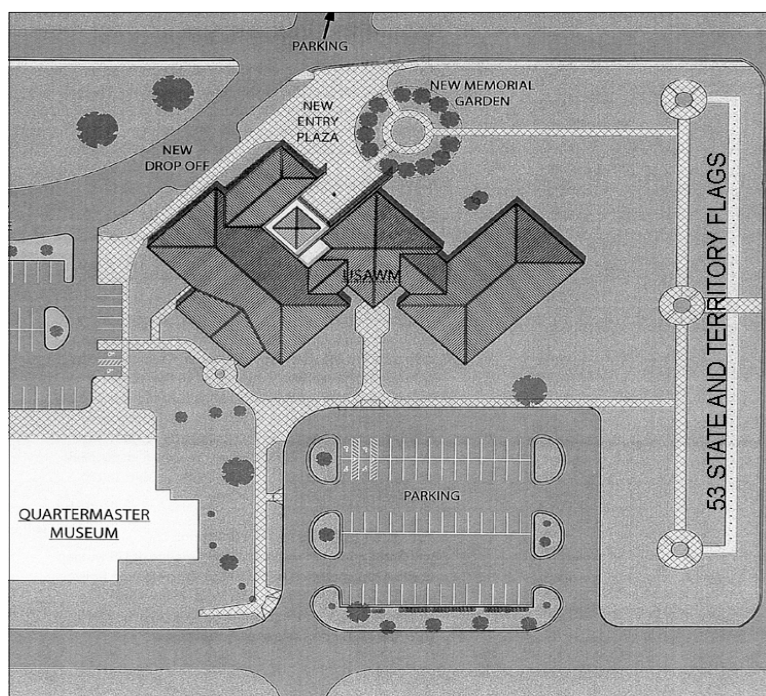 PARKING
NEW MEMORIAL
GARDEN
NEW
ENTRY
PLAZA
NEW
DROP OFF
USAWM
53 STATE AND TERRITORY FLAGS
PARKING
QUARTERMASTER
MUSEUM